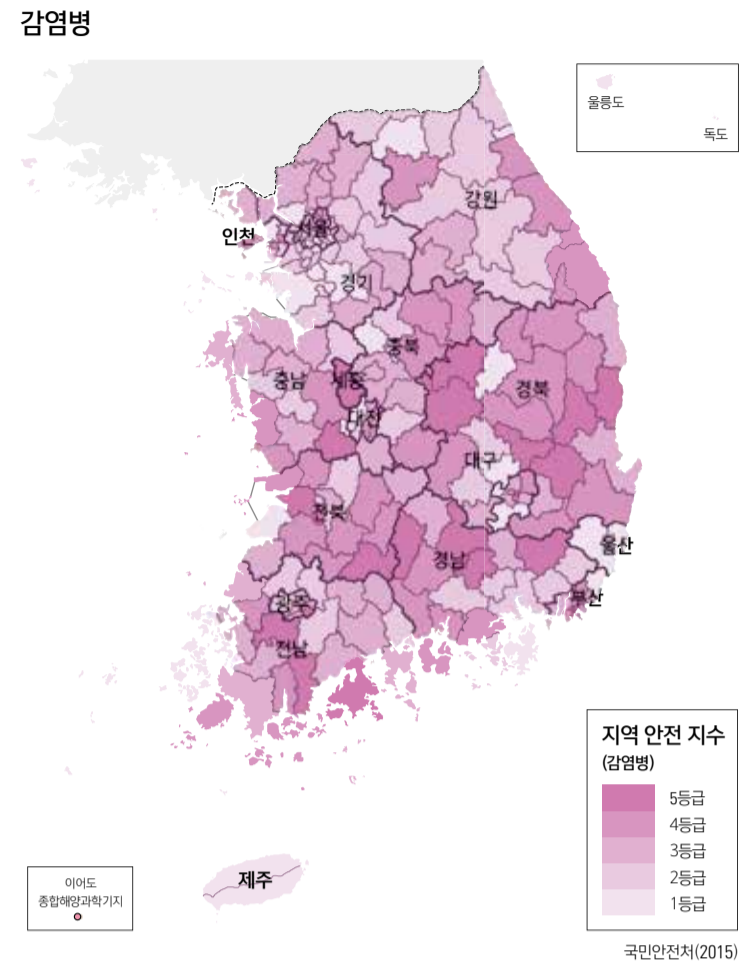 감염병
울릉도
독도
강원
서울
인천
경기
충북
충남
세종
경북
대전
대구
전북
경남
울산
광주
부산
전남
제주
지역 안전 지수
(감염병)
5등급
4등급
3등급
2등급
1등급
이어도
종합해양과학기지
국민안전처(2015)